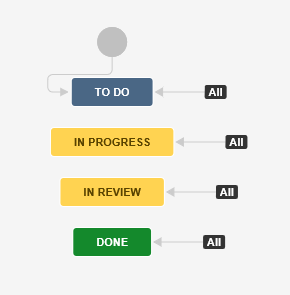 TO DO All
IN PROGRESS All
IN REVIEW All
DONE All